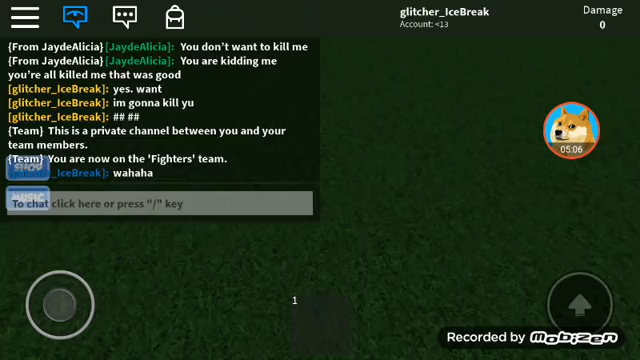 glitcher_IceBreak
Account: <13
Damage
0
{From JaydeAlicia}[JaydeAlicia]: You don't want to kill me
{From JaydeAlicia}[JaydeAlicia]: You are kidding me
you're all killed me that was good
[glitcher_IceBreak]: yes. want
[glitcher_IceBreak]: im gonna kill yu
[glitcher_IceBreak]: ## ##
{Team} This is a private channel between you and your
team members.
{Team} You are now on the 'Fighters' team.
[glitcher_IceBreak]: wahaha
SHOP
MUSIC
To chat click here or press "/" key
05:06
1
Recorded by Mobizen